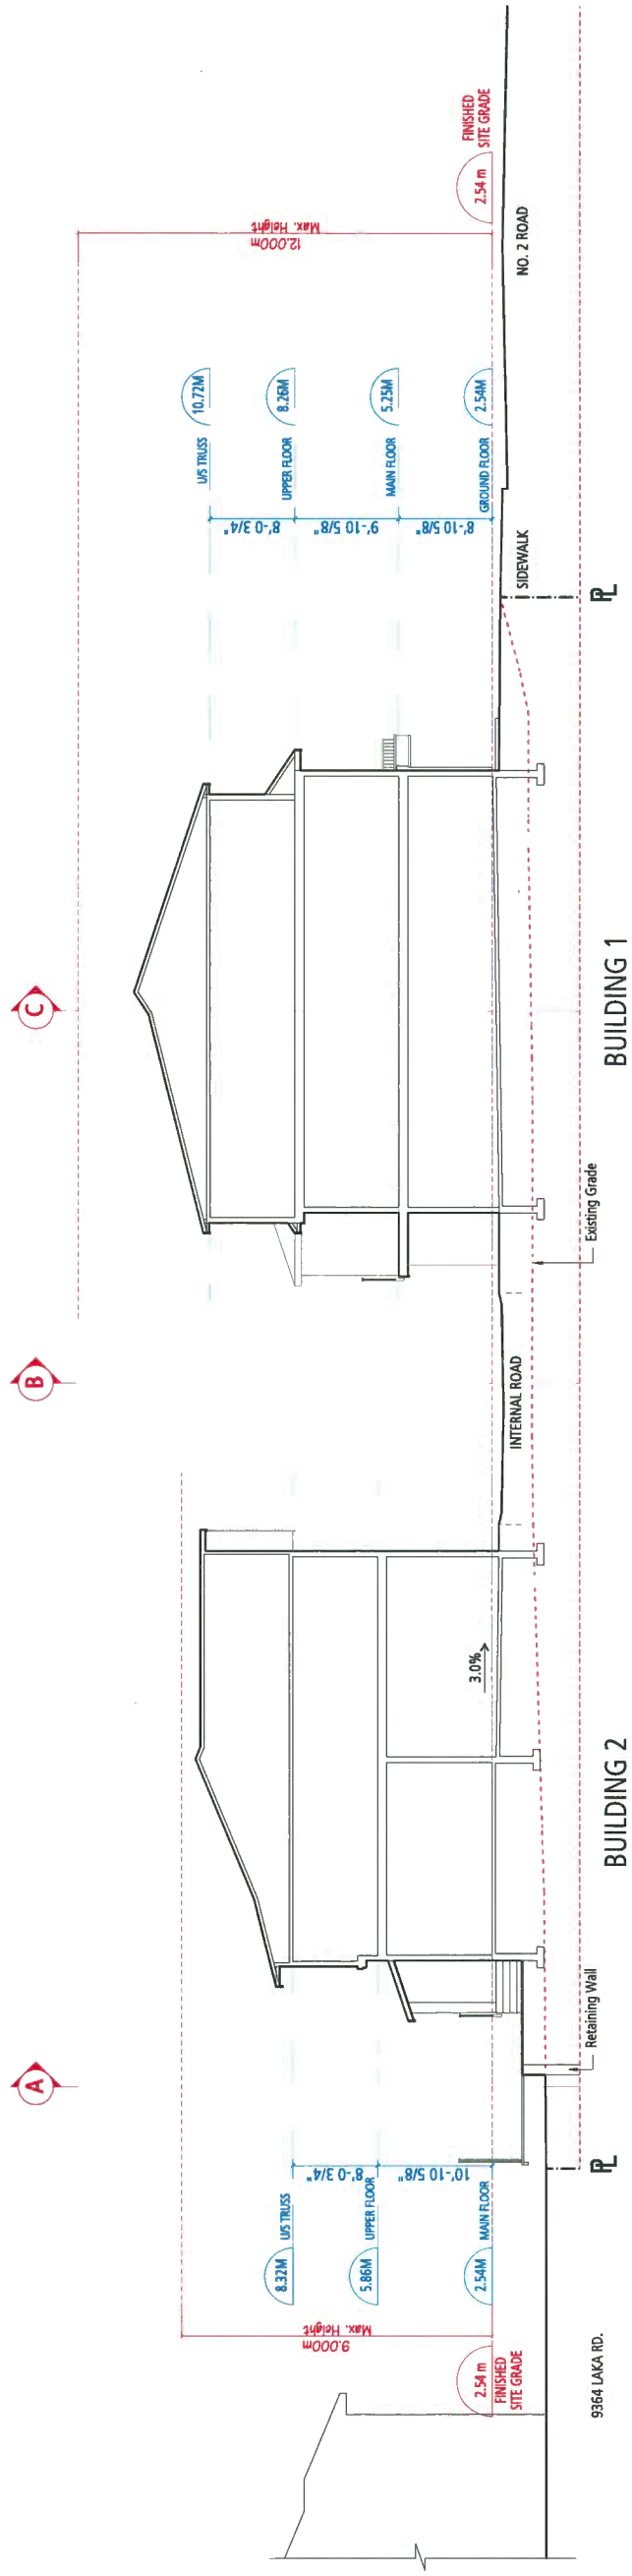 A
B
C
9.000m
Max. Height
12.000m
Max. Height
8.32M
U/S TRUSS
8'-0 3/4"
5.86M
UPPER FLOOR
10'-10 5/8"
2.54M
MAIN FLOOR
2.54 m
FINISHED
SITE GRADE
9364 LAKA RD.
PL
Retaining Wall
3.0%
BUILDING 2
INTERNAL ROAD
Existing Grade
BUILDING 1
U/S TRUSS
10.72M
8'-0 3/4"
UPPER FLOOR
8.26M
9'-10 5/8"
MAIN FLOOR
5.25M
8'-10 5/8"
GROUND FLOOR
2.54M
SIDEWALK
PL
NO. 2 ROAD
2.54 m
FINISHED
SITE GRADE